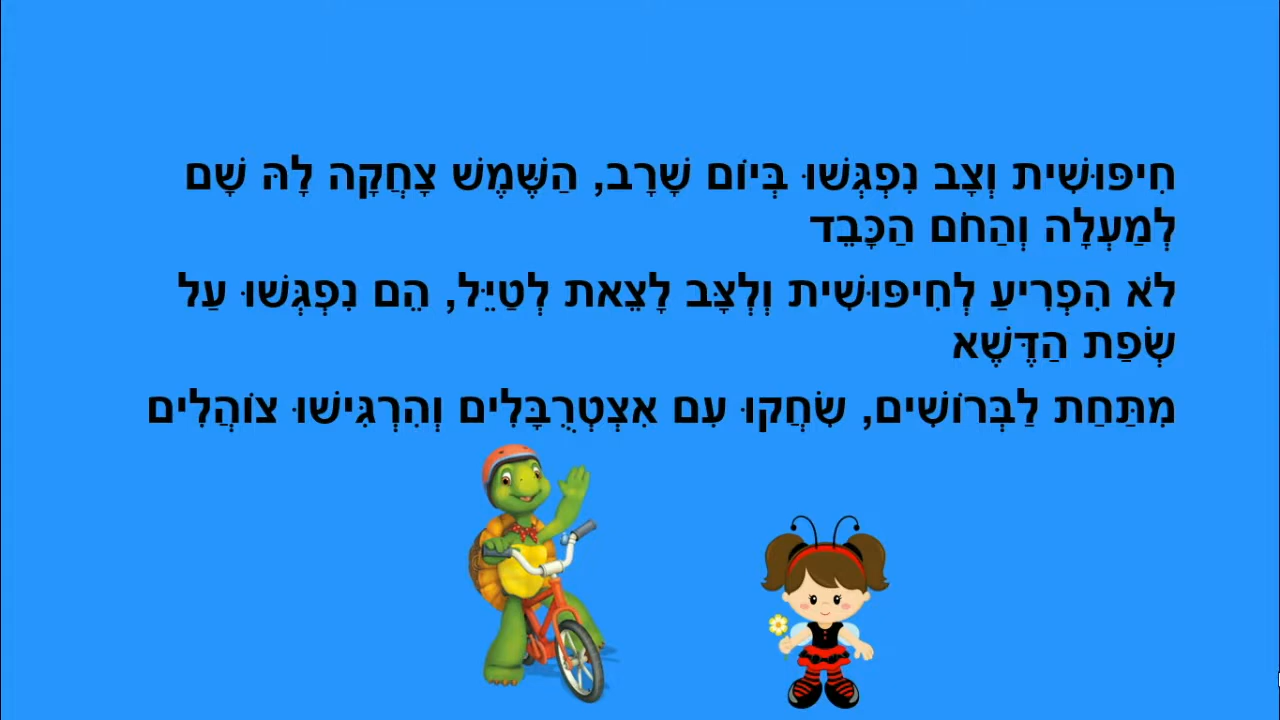 חִיפּוּשִׁית וְצָב נִפְגְּשׁוּ בְּיוֹם שָׁרָב, הַשֶּׁמֶשׁ צָחֲקָה לָהּ שָׁם
לְמַעְלָה וְהַחֹם הַכָּבֵד
לֹא הִפְרִיעַ לְחִיפּוּשִׁית וְלְצָּב לָצֵאת לְטַיֵּל, הֵם נִפְגְּשׁוּ עַל
שְׂפַת הַדֶּשֶׁא
מִתַּחַת לַבְּרוֹשִׁים, שִׂחֲקוּ עִם אִצְטְרֻבָּלִים וְהִרְגִּישׁוּ צוֹהֲלִים